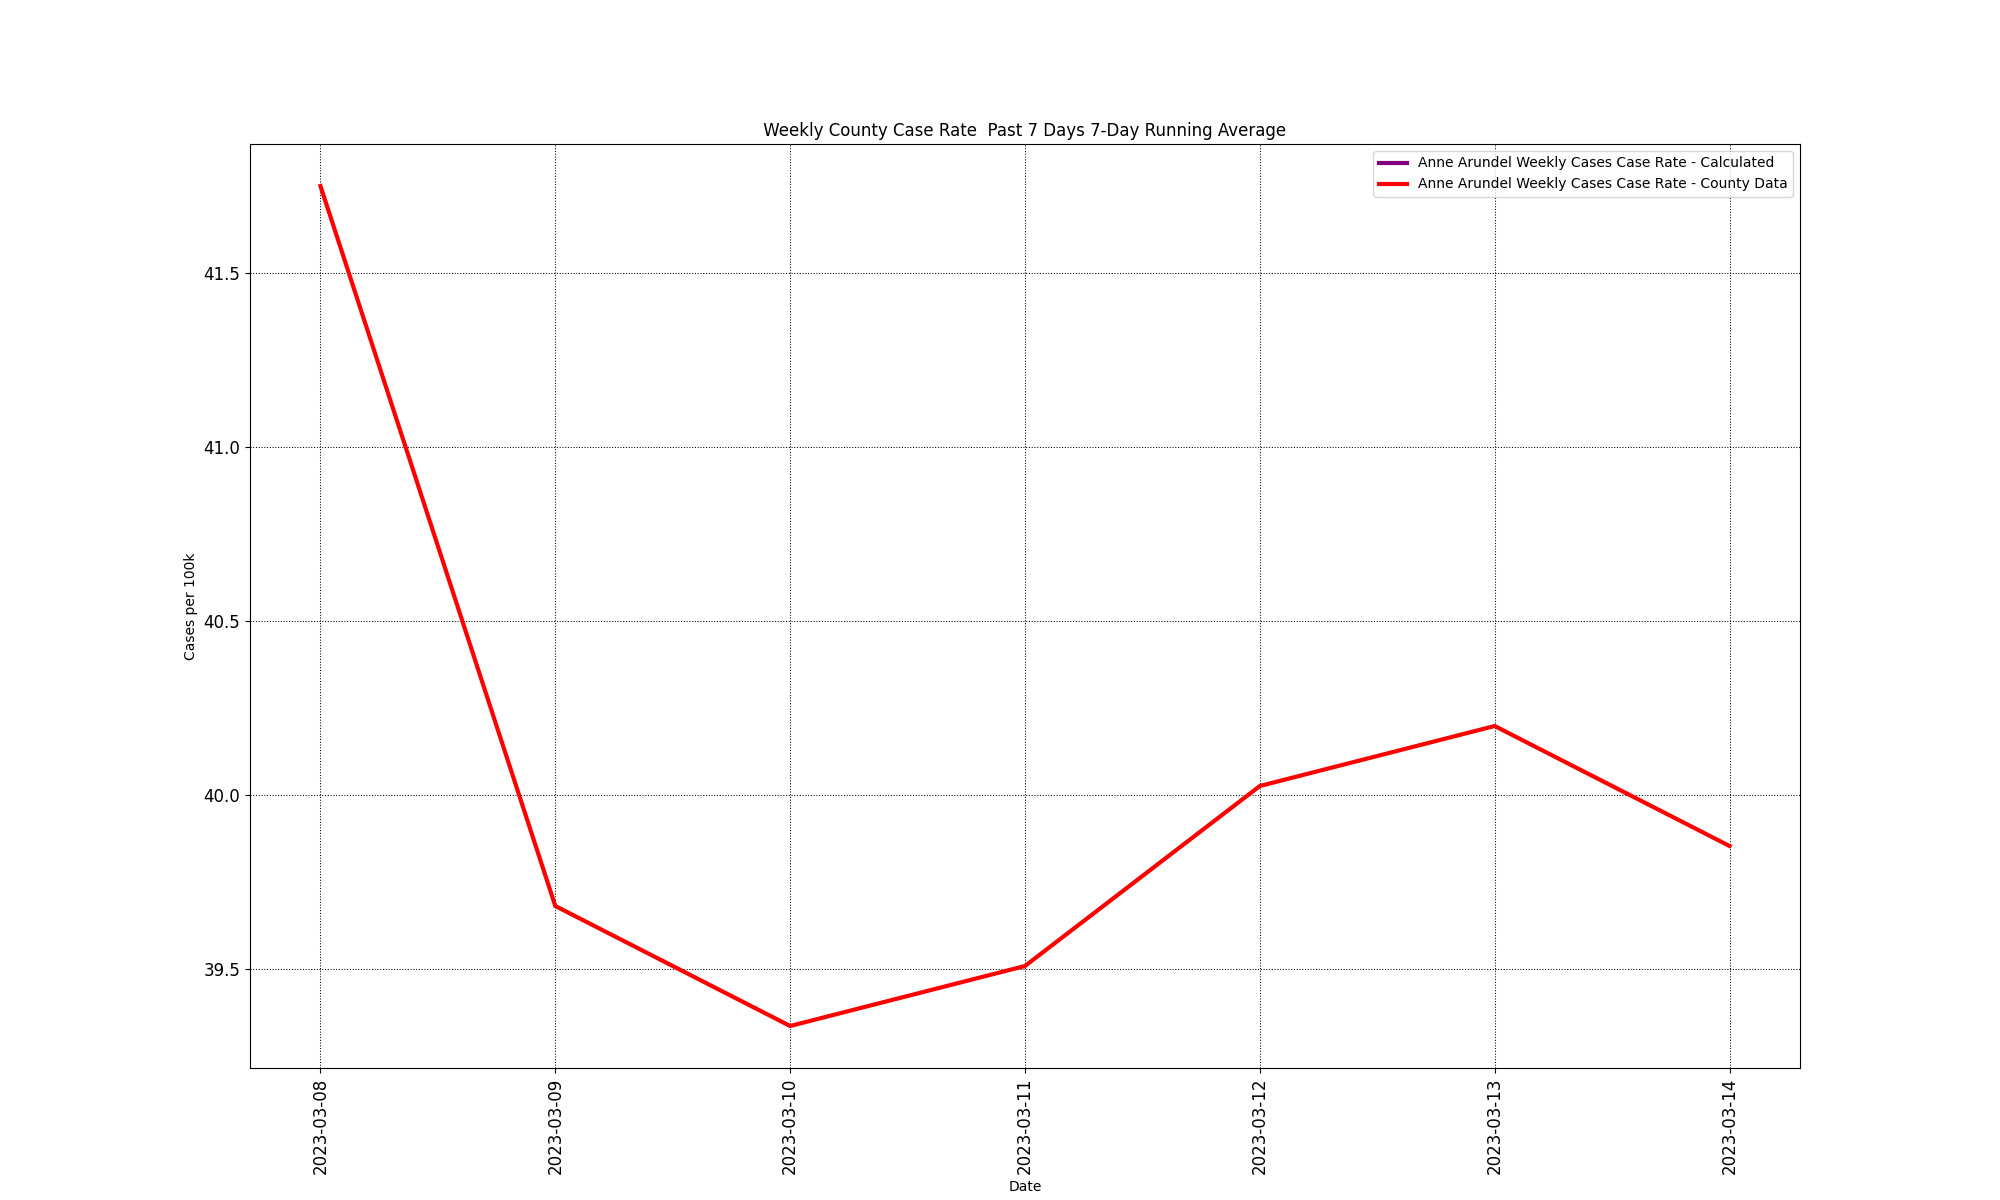 Weekly County Case Rate  Past 7 Days 7-Day Running Average
Anne Arundel Weekly Cases Case Rate - Calculated
Anne Arundel Weekly Cases Case Rate - County Data
Cases per 100k
41.5
41.0
40.5
40.0
39.5
2023-03-08
2023-03-09
2023-03-10
2023-03-11
2023-03-12
2023-03-13
2023-03-14
Date